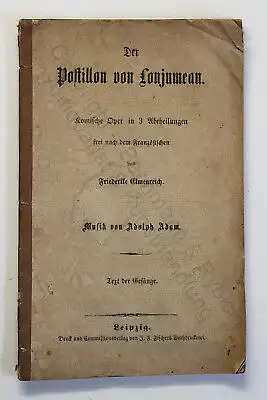 Der
Postillon von Lonjumeau.
Komische Oper in 3 Abtheilungen
frei nach dem Französischen
von
Friederike Elmenreich.
Musik von Adolph Adam.
Text der Gesänge.
Leipzig.
Druck und Commissionsverlag von J. F. Fischers Buchdruckerei.